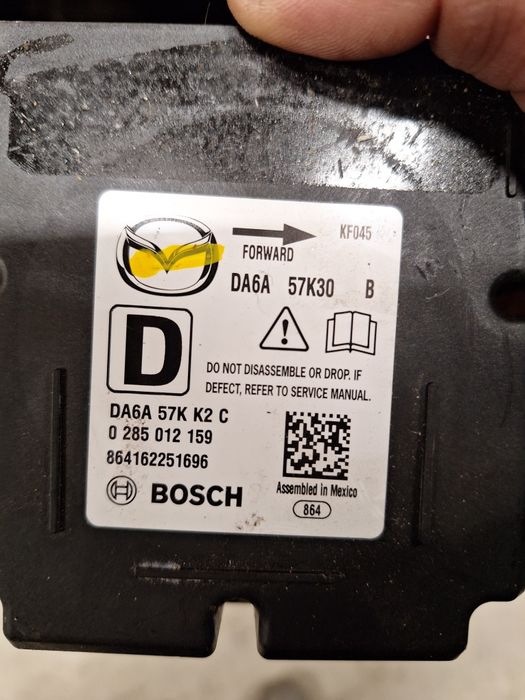 KF045
FORWARD
DA6A 57K30 B
D
DO NOT DISASSEMBLE OR DROP. IF
DEFECT, REFER TO SERVICE MANUAL.
DA6A 57K K2 C
0 285 012 159
864162251696
BOSCH
Assembled in Mexico
864